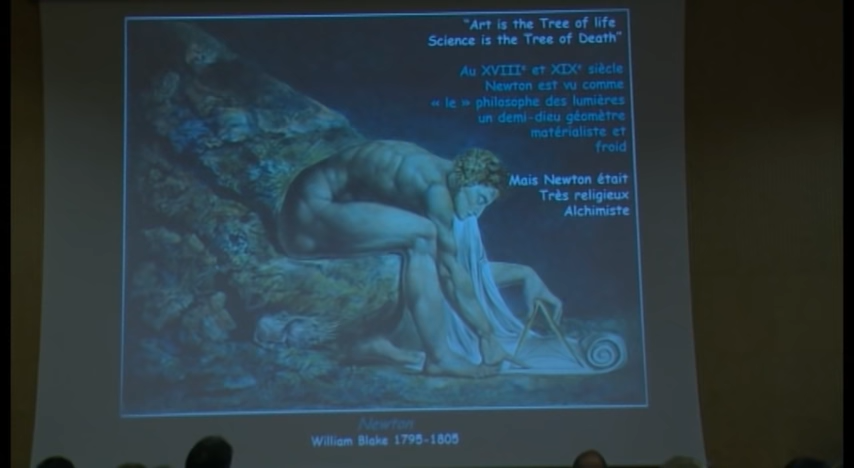 "Art is the Tree of life
Science is the Tree of Death"
Au XVIIIᵉ et XIXᵉ siècle
Newton est vu comme
« le » philosophe des lumières
un demi-dieu géomètre
matérialiste et
froid
Mais Newton était
Très religieux
Alchimiste
Newton
William Blake 1795-1805